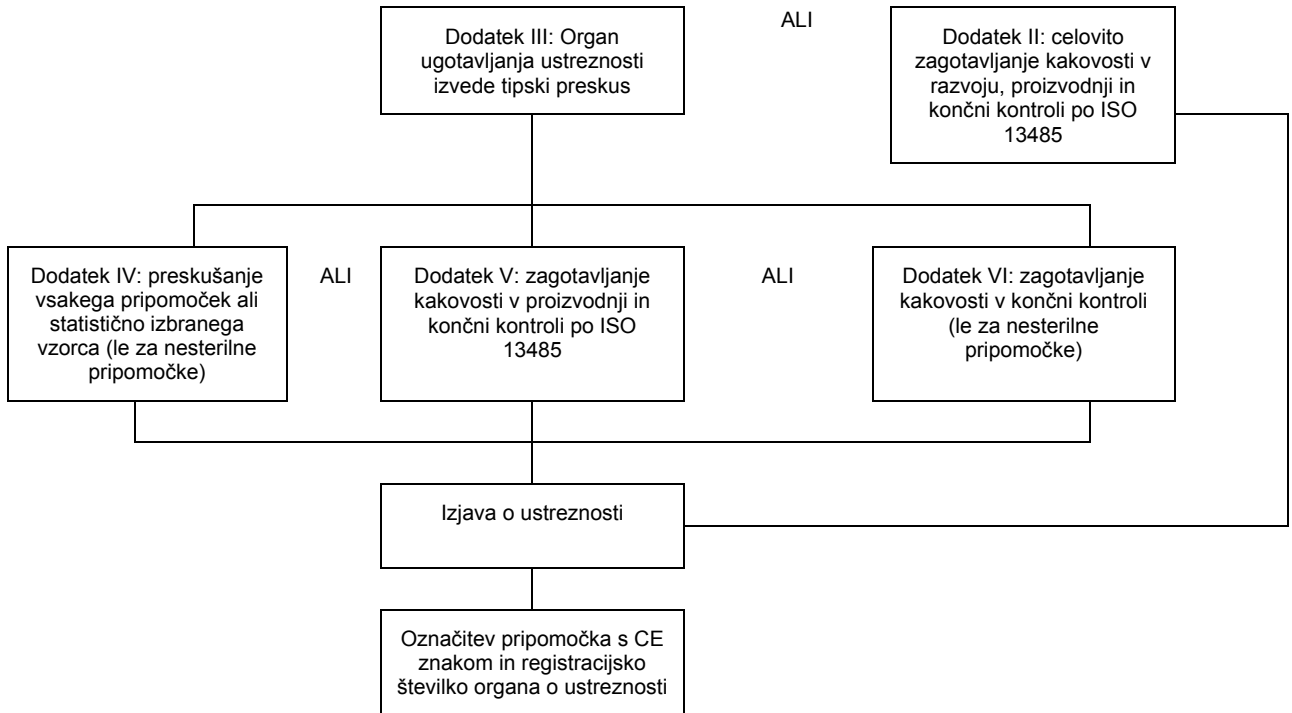 Dodatek III: Organ
ugotavljanja ustreznosti
izvede tipski preskus
ALI
Dodatek II: celovito
zagotavljanje kakovosti v
razvoju, proizvodnji in
končni kontroli po ISO
13485
Dodatek IV: preskušanje
vsakega pripomoček ali
statistično izbranega
vzorca (le za nesterilne
pripomočke)
ALI
Dodatek V: zagotavljanje
kakovosti v proizvodnji in
končni kontroli po ISO
13485
ALI
Dodatek VI: zagotavljanje
kakovosti v končni kontroli
(le za nesterilne
pripomočke)
Izjava o ustreznosti
Označitev pripomočka s CE
znakom in registracijsko
številko organa o ustreznosti